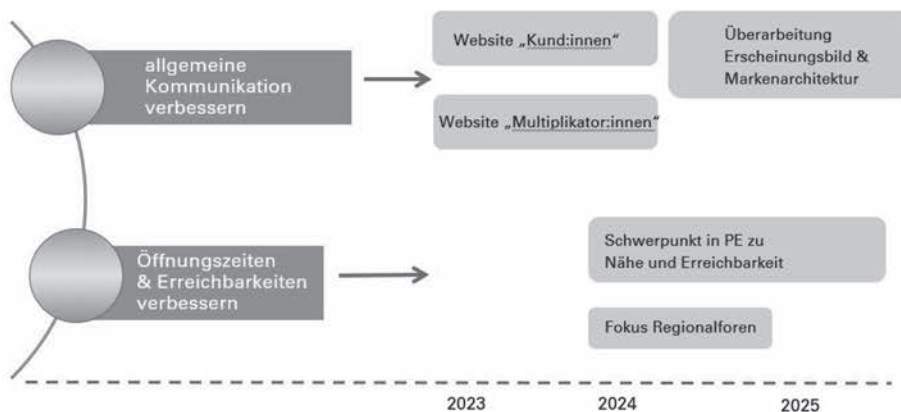 allgemeine
Kommunikation
verbessern
Website „Kund:innen“
Website „Multiplikator:innen“
Überarbeitung
Erscheinungsbild &
Markenarchitektur
Öffnungszeiten
& Erreichbarkeiten
verbessern
Schwerpunkt in PE zu
Nähe und Erreichbarkeit
Fokus Regionalforen
2023
2024
2025